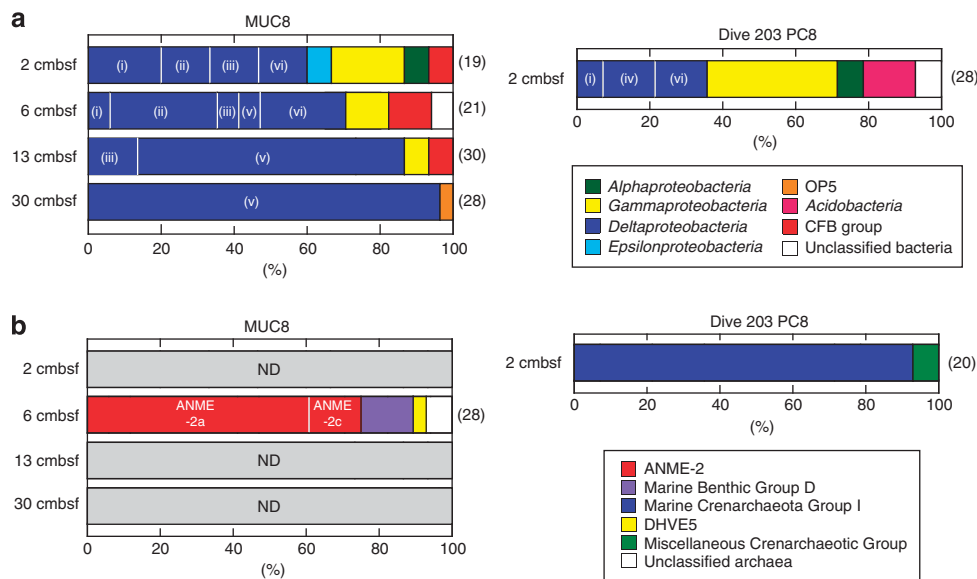 a
MUC8
2 cmbsf (i) (ii) (iii) (vi) (19)
6 cmbsf (i) (ii) (iii) (v) (vi) (21)
13 cmbsf (iii) (v) (30)
30 cmbsf (v) (28)
0 20 40 60 80 100
(%)
Dive 203 PC8
2 cmbsf (i) (iv) (vi) (28)
0 20 40 60 80 100
(%)
Alphaproteobacteria
Gammaproteobacteria
Deltaproteobacteria
Epsilonproteobacteria
OP5
Acidobacteria
CFB group
Unclassified bacteria
b
MUC8
2 cmbsf ND
6 cmbsf ANME ANME (28)
-2a -2c
13 cmbsf ND
30 cmbsf ND
0 20 40 60 80 100
(%)
Dive 203 PC8
2 cmbsf (20)
0 20 40 60 80 100
(%)
ANME-2
Marine Benthic Group D
Marine Crenarchaeota Group I
DHVE5
Miscellaneous Crenarchaeotic Group
Unclassified archaea